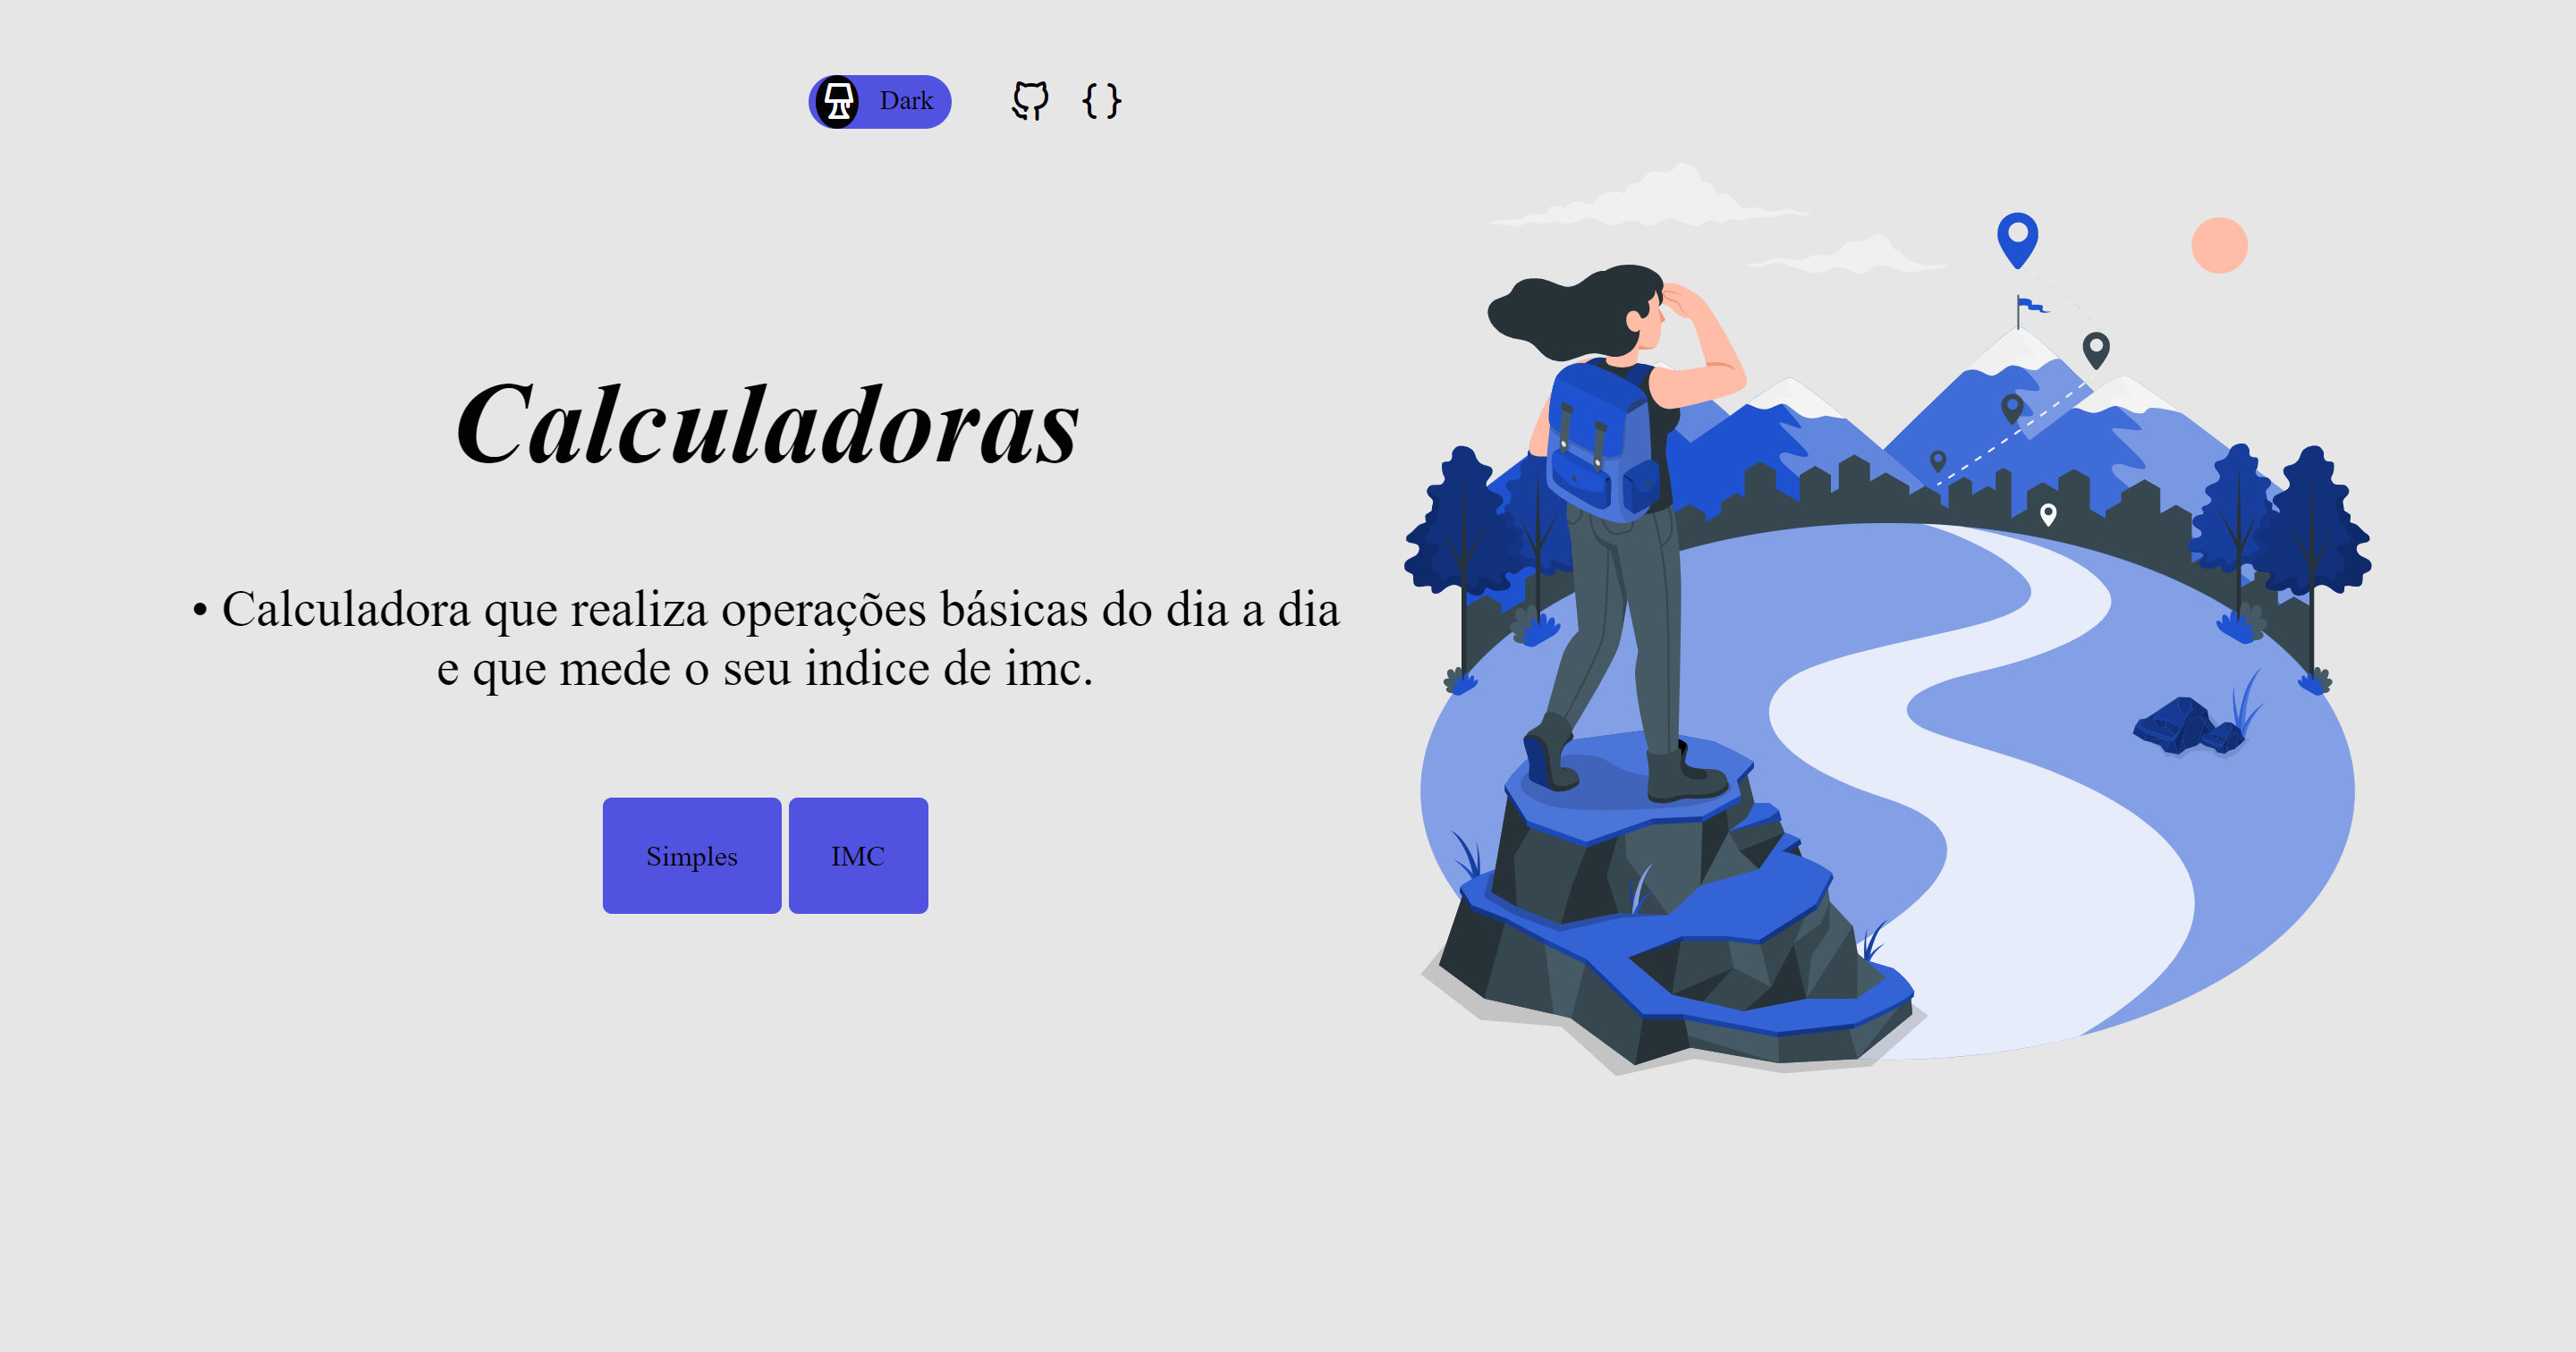 Dark
{ }
Calculadoras
• Calculadora que realiza operações básicas do dia a dia
e que mede o seu indice de imc.
Simples IMC